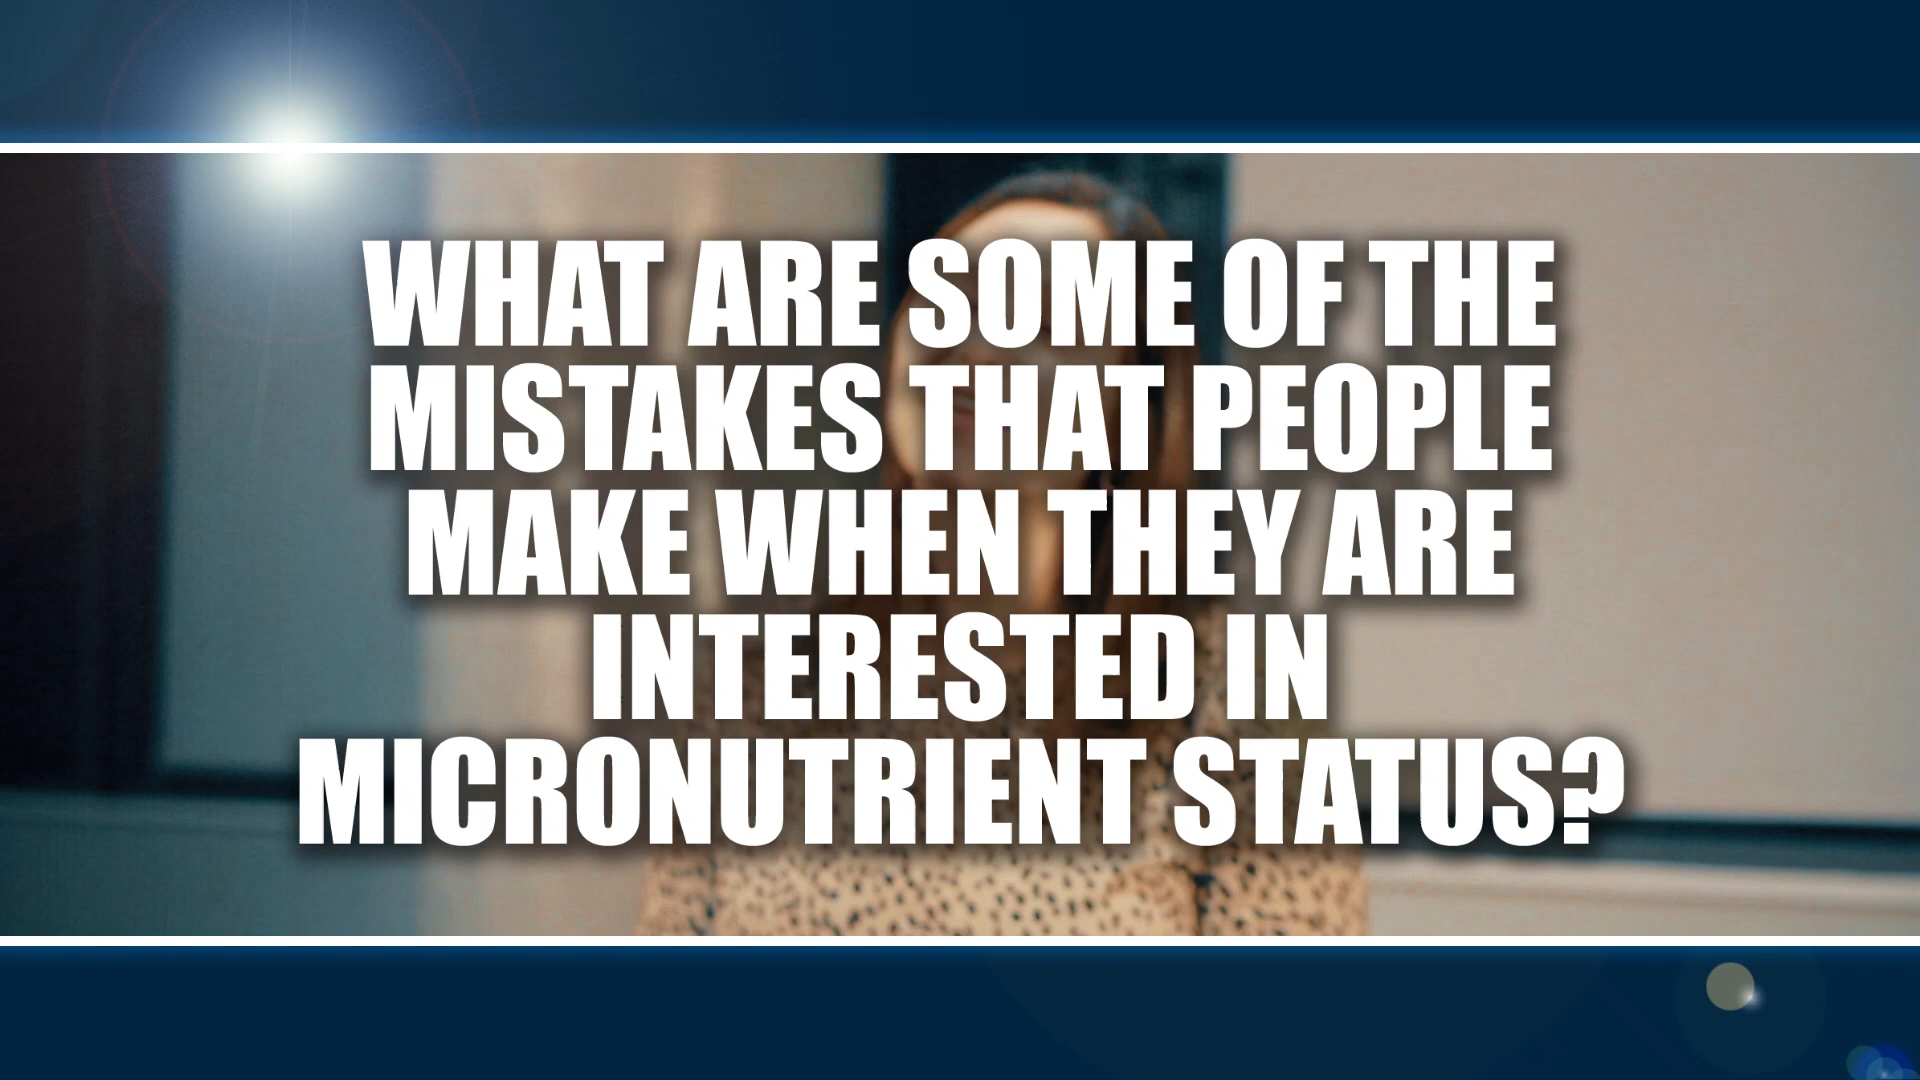 WHAT ARE SOME OF THE
MISTAKES THAT PEOPLE
MAKE WHEN THEY ARE
INTERESTED IN
MICRONUTRIENT STATUS?